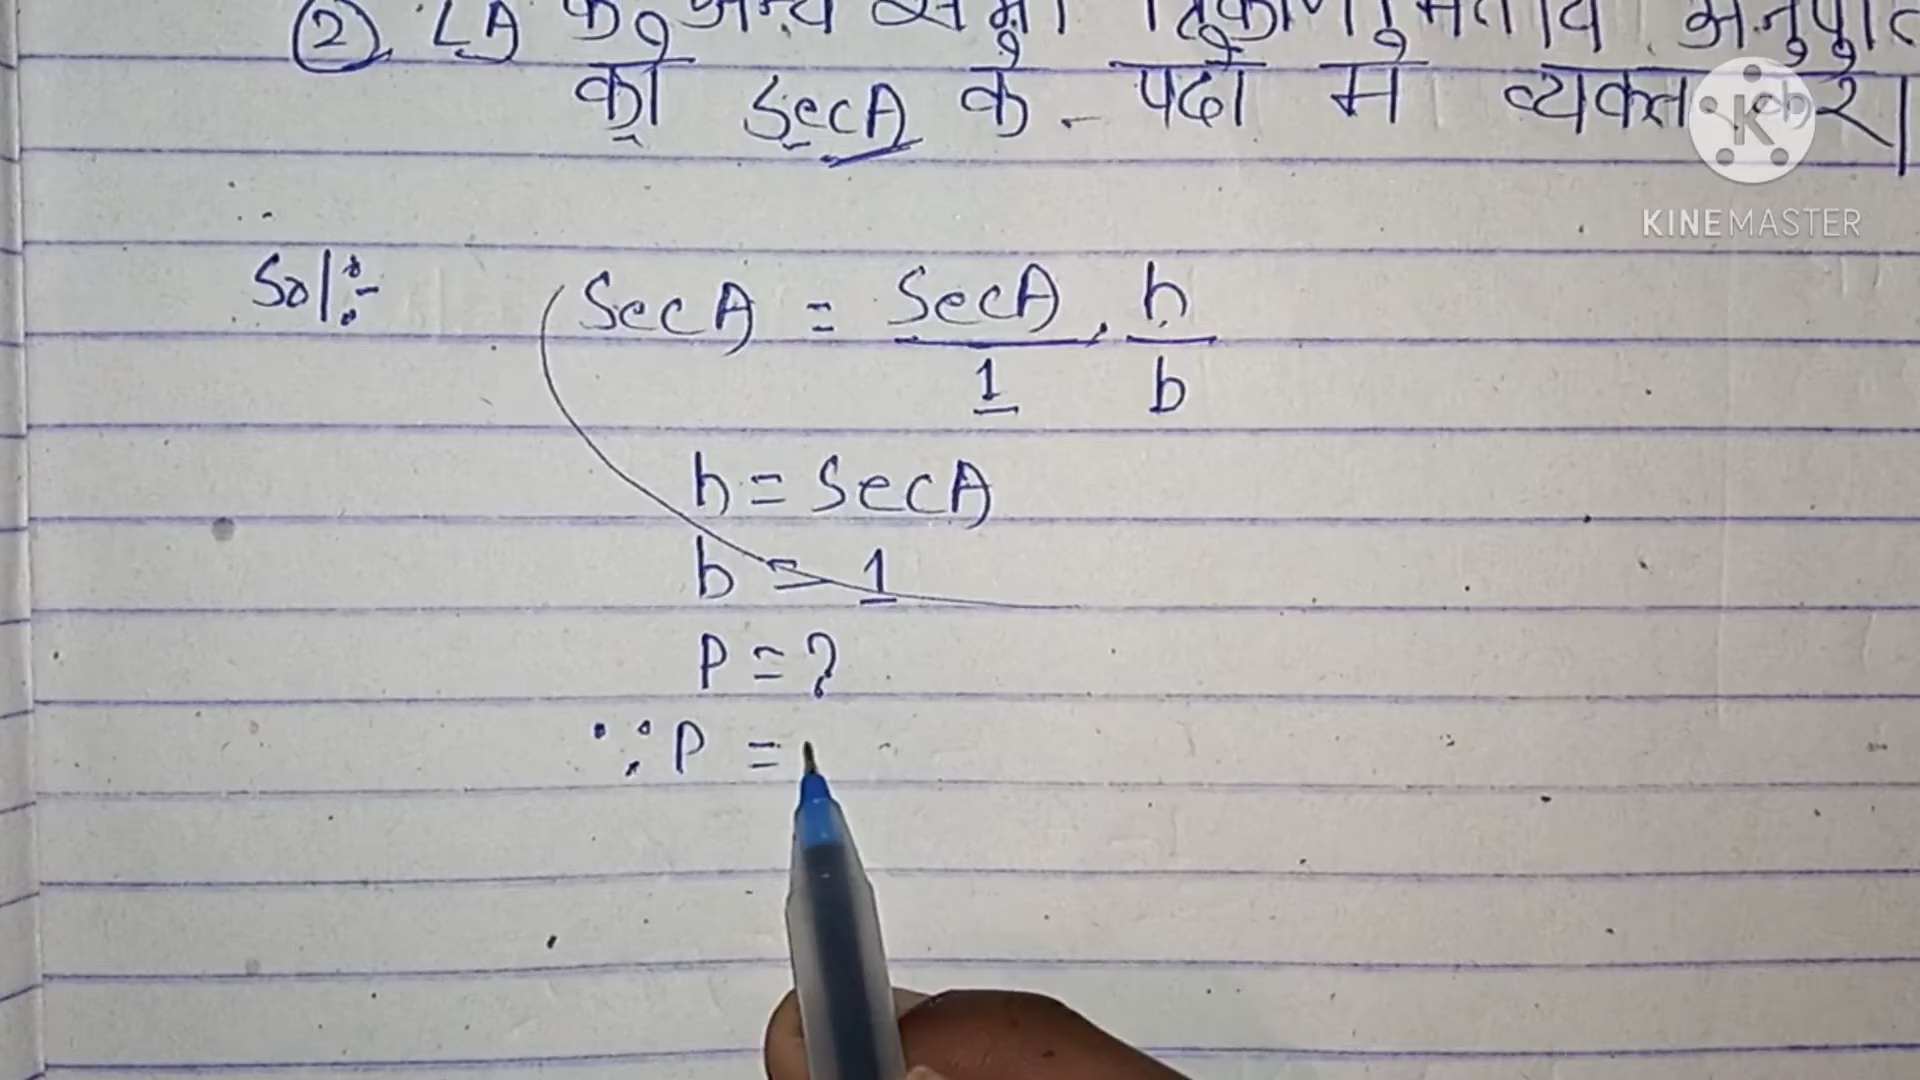 ② ∠A के अन्य सभी त्रिकोणमितीय अनुपात
को SecA के पदों में व्यक्त करें।
K
KINEMASTER
Sol:- SecA = SecA/1 , h/b
h = SecA
b = 1
P = ?
∵ P =